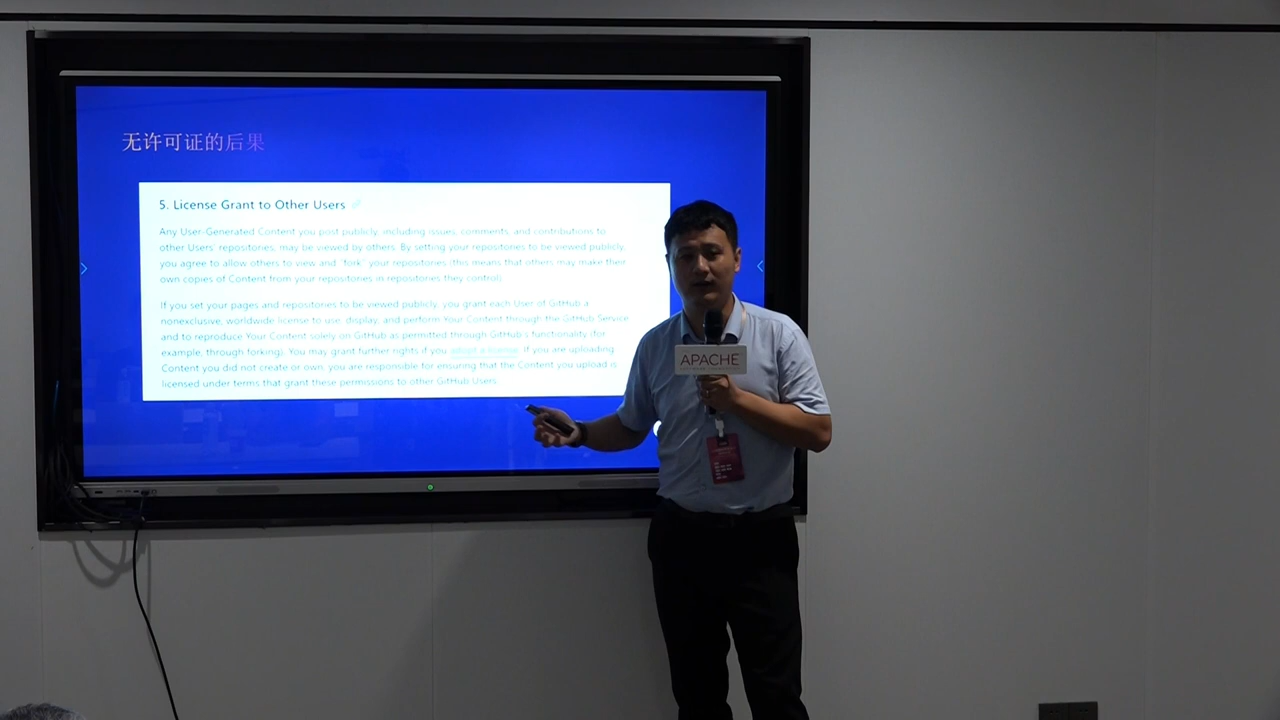 无许可证的后果
5. License Grant to Other Users
Any User-Generated Content you post publicly, including issues, comments, and contributions to
other Users' repositories, may be viewed by others. By setting your repositories to be viewed publicly,
you agree to allow others to view and "fork" your repositories (this means that others may make their
own copies of Content from your repositories in repositories they control).
If you set your pages and repositories to be viewed publicly, you grant each User of GitHub a
nonexclusive, worldwide license to use, display, and perform Your Content through the GitHub Service
and to reproduce Your Content solely on GitHub as permitted through GitHub's functionality (for
example, through forking). You may grant further rights if you adopt a license. If you are uploading
Content you did not create or own, you are responsible for ensuring that the Content you upload is
licensed under terms that grant these permissions to other GitHub Users.
APACHE